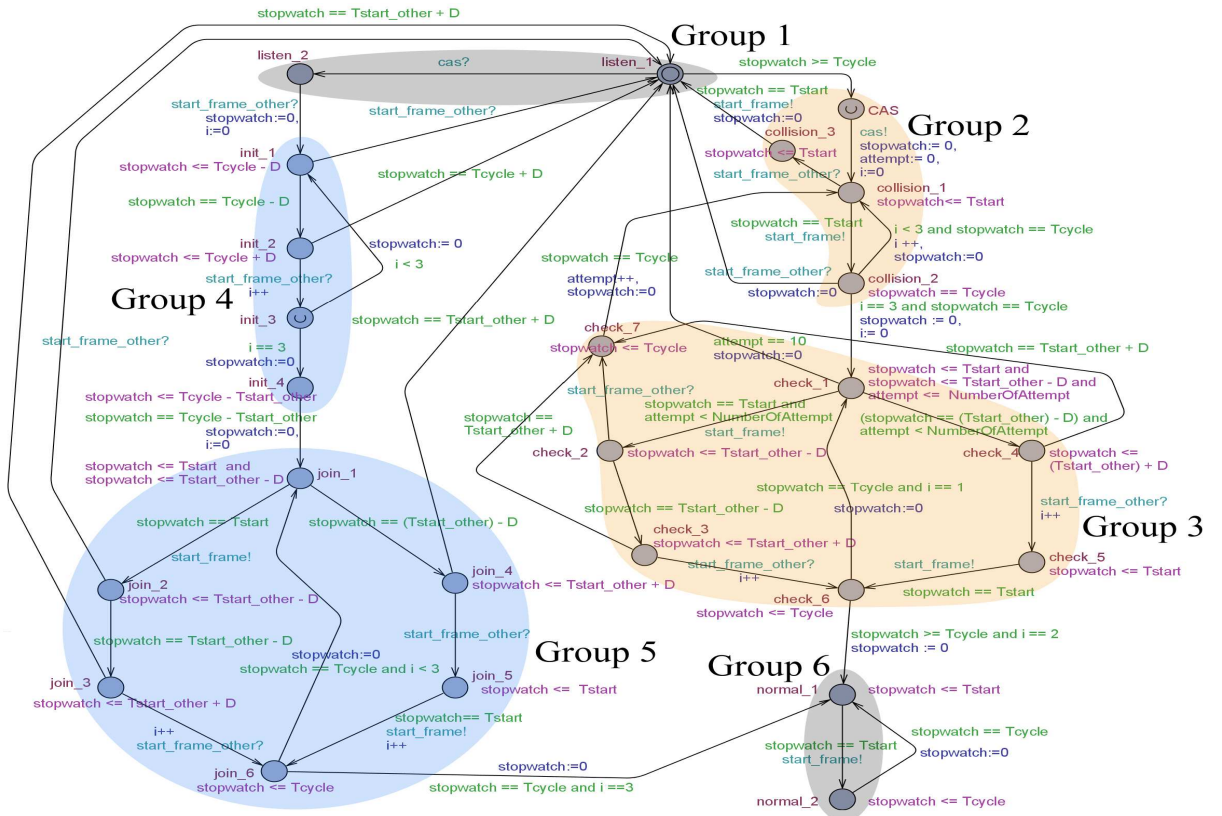 stopwatch == Tstart_other + D
Group 1
listen_2
cas?
listen_1
stopwatch >= Tcycle
start_frame_other?
stopwatch:=0,
i:=0
start_frame_other?
stopwatch == Tstart
start_frame!
stopwatch:=0
CAS
Group 2
collision_3
stopwatch <= Tstart
cas!
stopwatch:= 0,
attempt:= 0,
i:=0
init_1
stopwatch <= Tcycle - D
stopwatch == Tcycle + D
start_frame_other?
collision_1
stopwatch<= Tstart
stopwatch == Tcycle - D
stopwatch == Tstart
start_frame!
i < 3 and stopwatch == Tcycle
i ++,
stopwatch:=0
init_2
stopwatch <= Tcycle + D
stopwatch:= 0
i < 3
stopwatch == Tcycle
start_frame_other?
stopwatch:=0
collision_2
stopwatch == Tcycle
start_frame_other?
i++
attempt++,
stopwatch:=0
i == 3 and stopwatch == Tcycle
stopwatch := 0,
i:= 0
Group 4
init_3
stopwatch == Tstart_other + D
check_7
stopwatch <= Tcycle
attempt == 10
stopwatch:=0
stopwatch == Tstart_other + D
start_frame_other?
i == 3
stopwatch:=0
init_4
stopwatch <= Tcycle - Tstart_other
start_frame_other?
check_1
stopwatch <= Tstart and
stopwatch <= Tstart_other - D and
attempt <= NumberOfAttempt
stopwatch == Tcycle - Tstart_other
stopwatch:=0,
i:=0
stopwatch ==
Tstart_other + D
stopwatch == Tstart and
attempt < NumberOfAttempt
start_frame!
(stopwatch== (Tstart_other) - D) and
attempt < NumberOfAttempt
check_2
stopwatch <= Tstart_other - D
check_4
stopwatch <=
(Tstart_other) + D
stopwatch <= Tstart and
stopwatch <= Tstart_other - D
join_1
stopwatch == Tcycle and i == 1
stopwatch:=0
start_frame_other?
i++
stopwatch == Tstart
stopwatch == (Tstart_other) - D
stopwatch == Tstart_other - D
start_frame!
check_3
stopwatch <= Tstart_other + D
Group 3
start_frame_other?
i++
start_frame!
stopwatch == Tstart
check_5
stopwatch <= Tstart
join_2
stopwatch <= Tstart_other - D
join_4
stopwatch <= Tstart_other + D
check_6
stopwatch <= Tcycle
stopwatch == Tstart_other - D
start_frame_other?
stopwatch >= Tcycle and i == 2
stopwatch := 0
stopwatch:=0
stopwatch == Tcycle and i < 3
Group 5
Group 6
join_3
stopwatch <= Tstart_other + D
join_5
stopwatch <= Tstart
normal_1
stopwatch <= Tstart
i++
start_frame_other?
stopwatch== Tstart
start_frame!
i++
stopwatch == Tstart
start_frame!
stopwatch == Tcycle
stopwatch:=0
join_6
stopwatch <= Tcycle
stopwatch:=0
stopwatch == Tcycle and i ==3
normal_2
stopwatch <= Tcycle